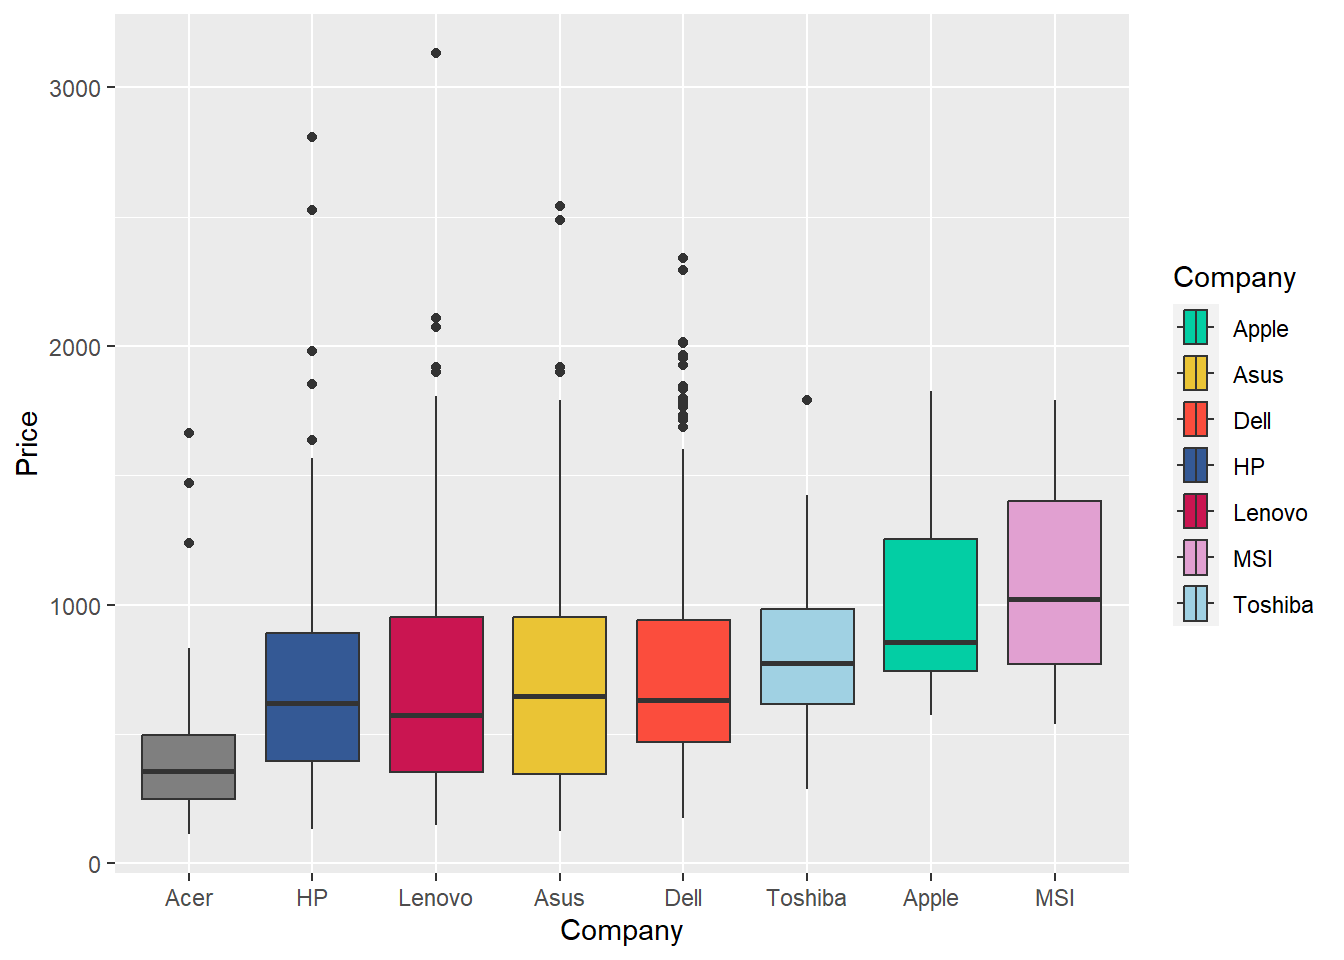 Price
3000
2000
1000
0
Acer HP Lenovo Asus Dell Toshiba Apple MSI
Company
Company
Apple
Asus
Dell
HP
Lenovo
MSI
Toshiba